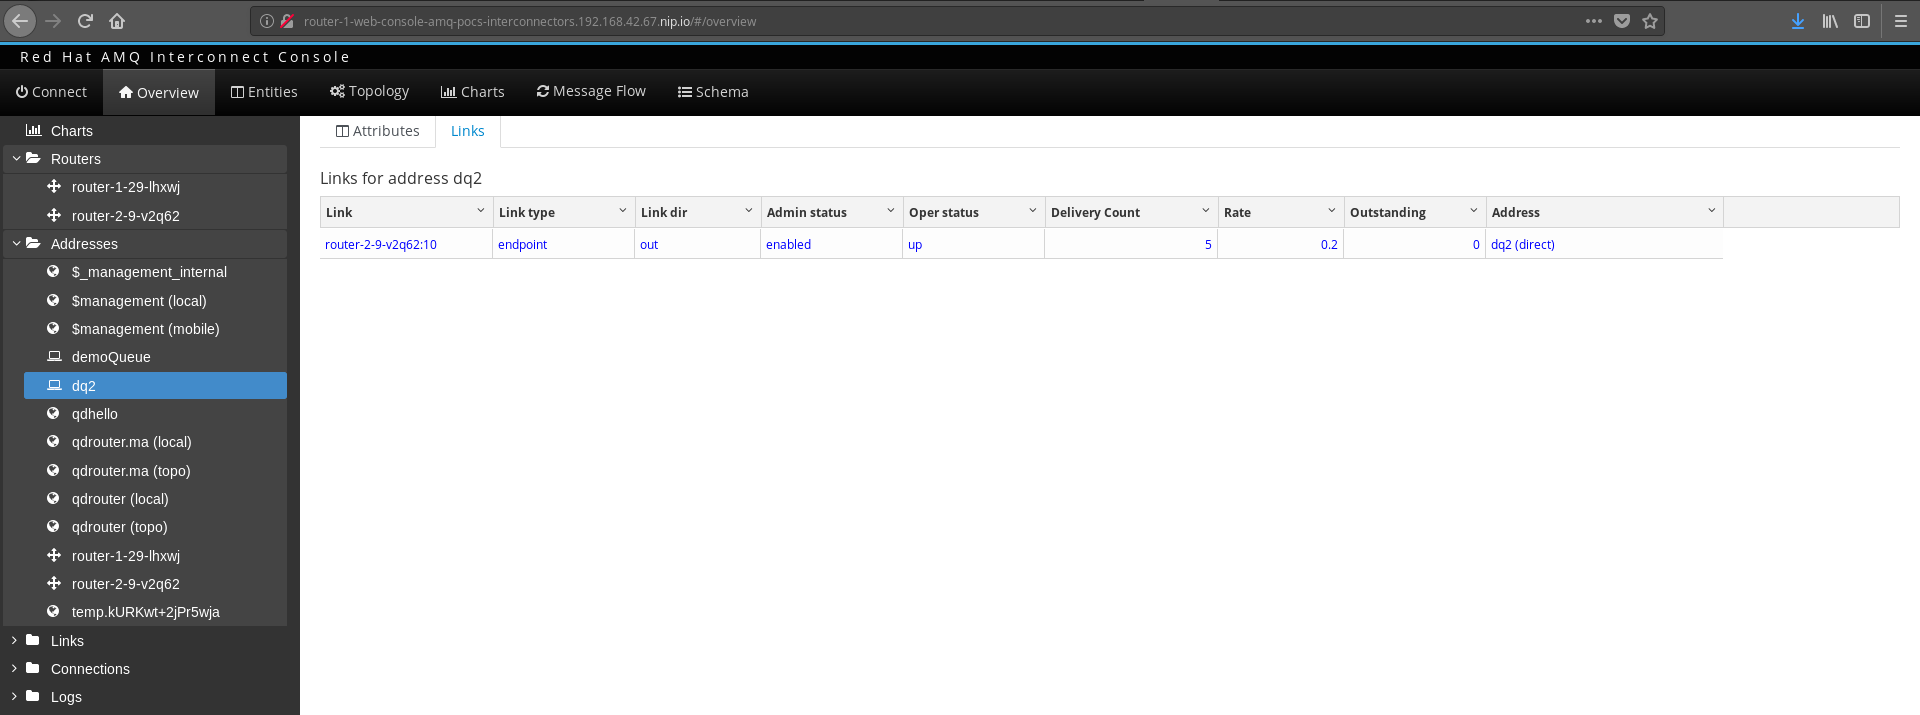 router-1-web-console-amq-pocs-interconnectors.192.168.42.67.nip.io/#/overview
Red Hat AMQ Interconnect Console
Connect Overview Entities Topology Charts Message Flow Schema
Charts
Routers
router-1-29-lhxwj
router-2-9-v2q62
Addresses
$_management_internal
$management (local)
$management (mobile)
demoQueue
dq2
qdhello
qdrouter.ma (local)
qdrouter.ma (topo)
qdrouter (local)
qdrouter (topo)
router-1-29-lhxwj
router-2-9-v2q62
temp.kURKwt+2jPr5wja
Links
Connections
Logs
Attributes Links
Links for address dq2
Link Link type Link dir Admin status Oper status Delivery Count Rate Outstanding Address
router-2-9-v2q62:10 endpoint out enabled up 5 0.2 0 dq2 (direct)